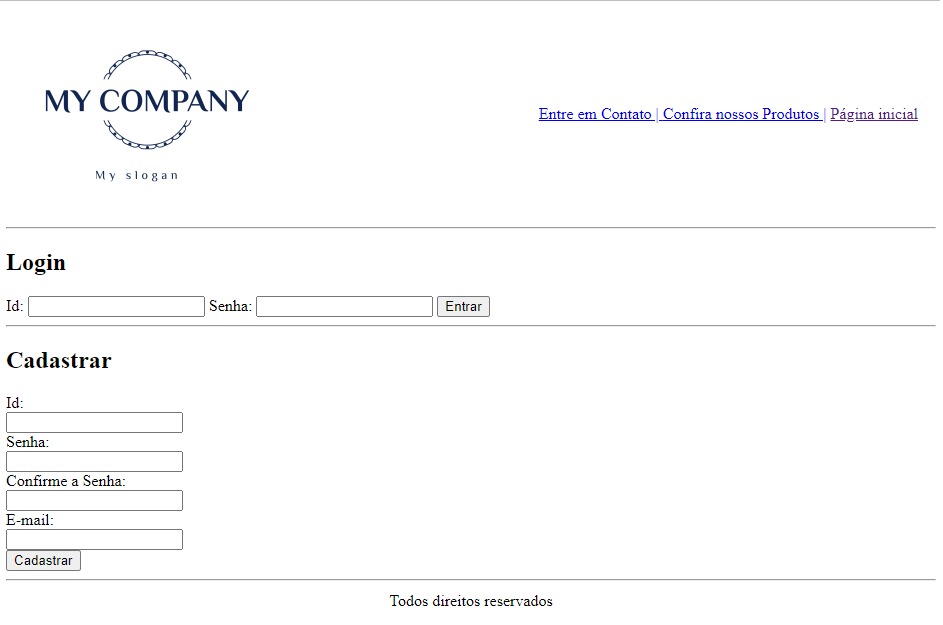 MY COMPANY
My slogan
Entre em Contato | Confira nossos Produtos | Página inicial
Login
Id: Senha: Entrar
Cadastrar
Id:
Senha:
Confirme a Senha:
E-mail:
Cadastrar
Todos direitos reservados